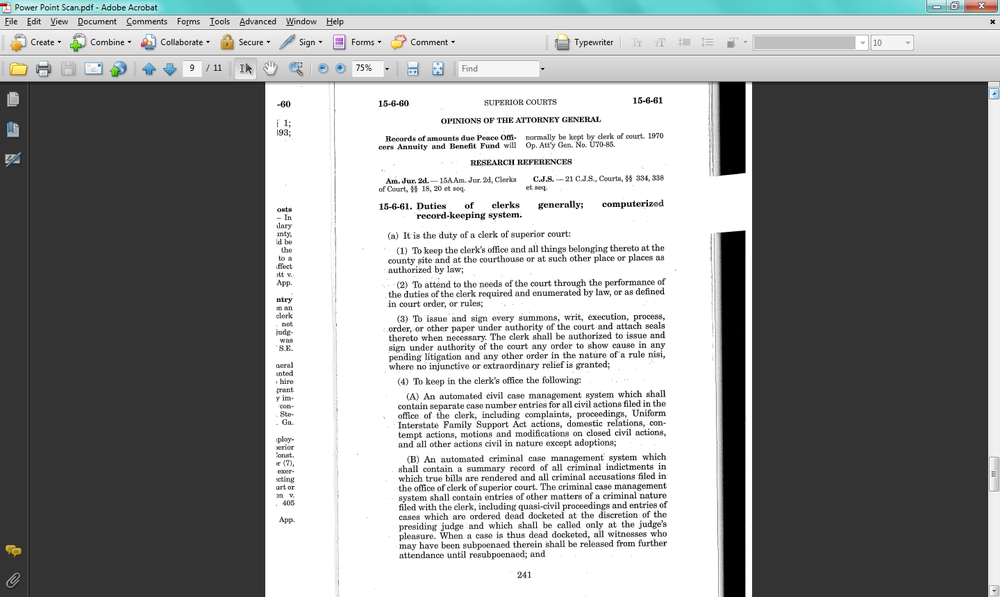 Power Point Scan.pdf - Adobe Acrobat
File Edit View Document Comments Forms Tools Advanced Window Help
Create Combine Collaborate Secure Sign Forms Comment Typewriter 10
9 / 11 75% Find
-60
1;
393;
osts
– In
lary
inty,
ld be
the
to a
ffect
ett v.
App.
ntry
on an
clerk
not
judg-
was
S.E.
neral
inted
hire
grant
y im-
con-
. Ste-
. Ga.
ploy-
perior
Const.
or (7),
exer-
ecting
urt or
on v.
. 405
App.
15-6-60 SUPERIOR COURTS 15-6-61
OPINIONS OF THE ATTORNEY GENERAL
Records of amounts due Peace Offi-
cers Annuity and Benefit Fund will
normally be kept by clerk of court. 1970
Op. Att'y Gen. No. U70-85.
RESEARCH REFERENCES
Am. Jur. 2d. — 15A Am. Jur. 2d, Clerks
of Court, §§ 18, 20 et seq.
C.J.S. — 21 C.J.S., Courts, §§ 334, 338
et seq.
15-6-61. Duties of clerks generally; computerized
record-keeping system.
(a) It is the duty of a clerk of superior court:
(1) To keep the clerk's office and all things belonging thereto at the
county site and at the courthouse or at such other place or places as
authorized by law;
(2) To attend to the needs of the court through the performance of
the duties of the clerk required and enumerated by law, or as defined
in court order, or rules;
(3) To issue and sign every summons, writ, execution, process,
order, or other paper under authority of the court and attach seals
thereto when necessary. The clerk shall be authorized to issue and
sign under authority of the court any order to show cause in any
pending litigation and any other order in the nature of a rule nisi,
where no injunctive or extraordinary relief is granted;
(4) To keep in the clerk's office the following:
(A) An automated civil case management system which shall
contain separate case number entries for all civil actions filed in the
office of the clerk, including complaints, proceedings, Uniform
Interstate Family Support Act actions, domestic relations, con-
tempt actions, motions and modifications on closed civil actions,
and all other actions civil in nature except adoptions;
(B) An automated criminal case management system which
shall contain a summary record of all criminal indictments in
which true bills are rendered and all criminal accusations filed in
the office of clerk of superior court. The criminal case management
system shall contain entries of other matters of a criminal nature
filed with the clerk, including quasi-civil proceedings and entries of
cases which are ordered dead docketed at the discretion of the
presiding judge and which shall be called only at the judge's
pleasure. When a case is thus dead docketed, all witnesses who
may have been subpoenaed therein shall be released from further
attendance until resubpoenaed; and
241